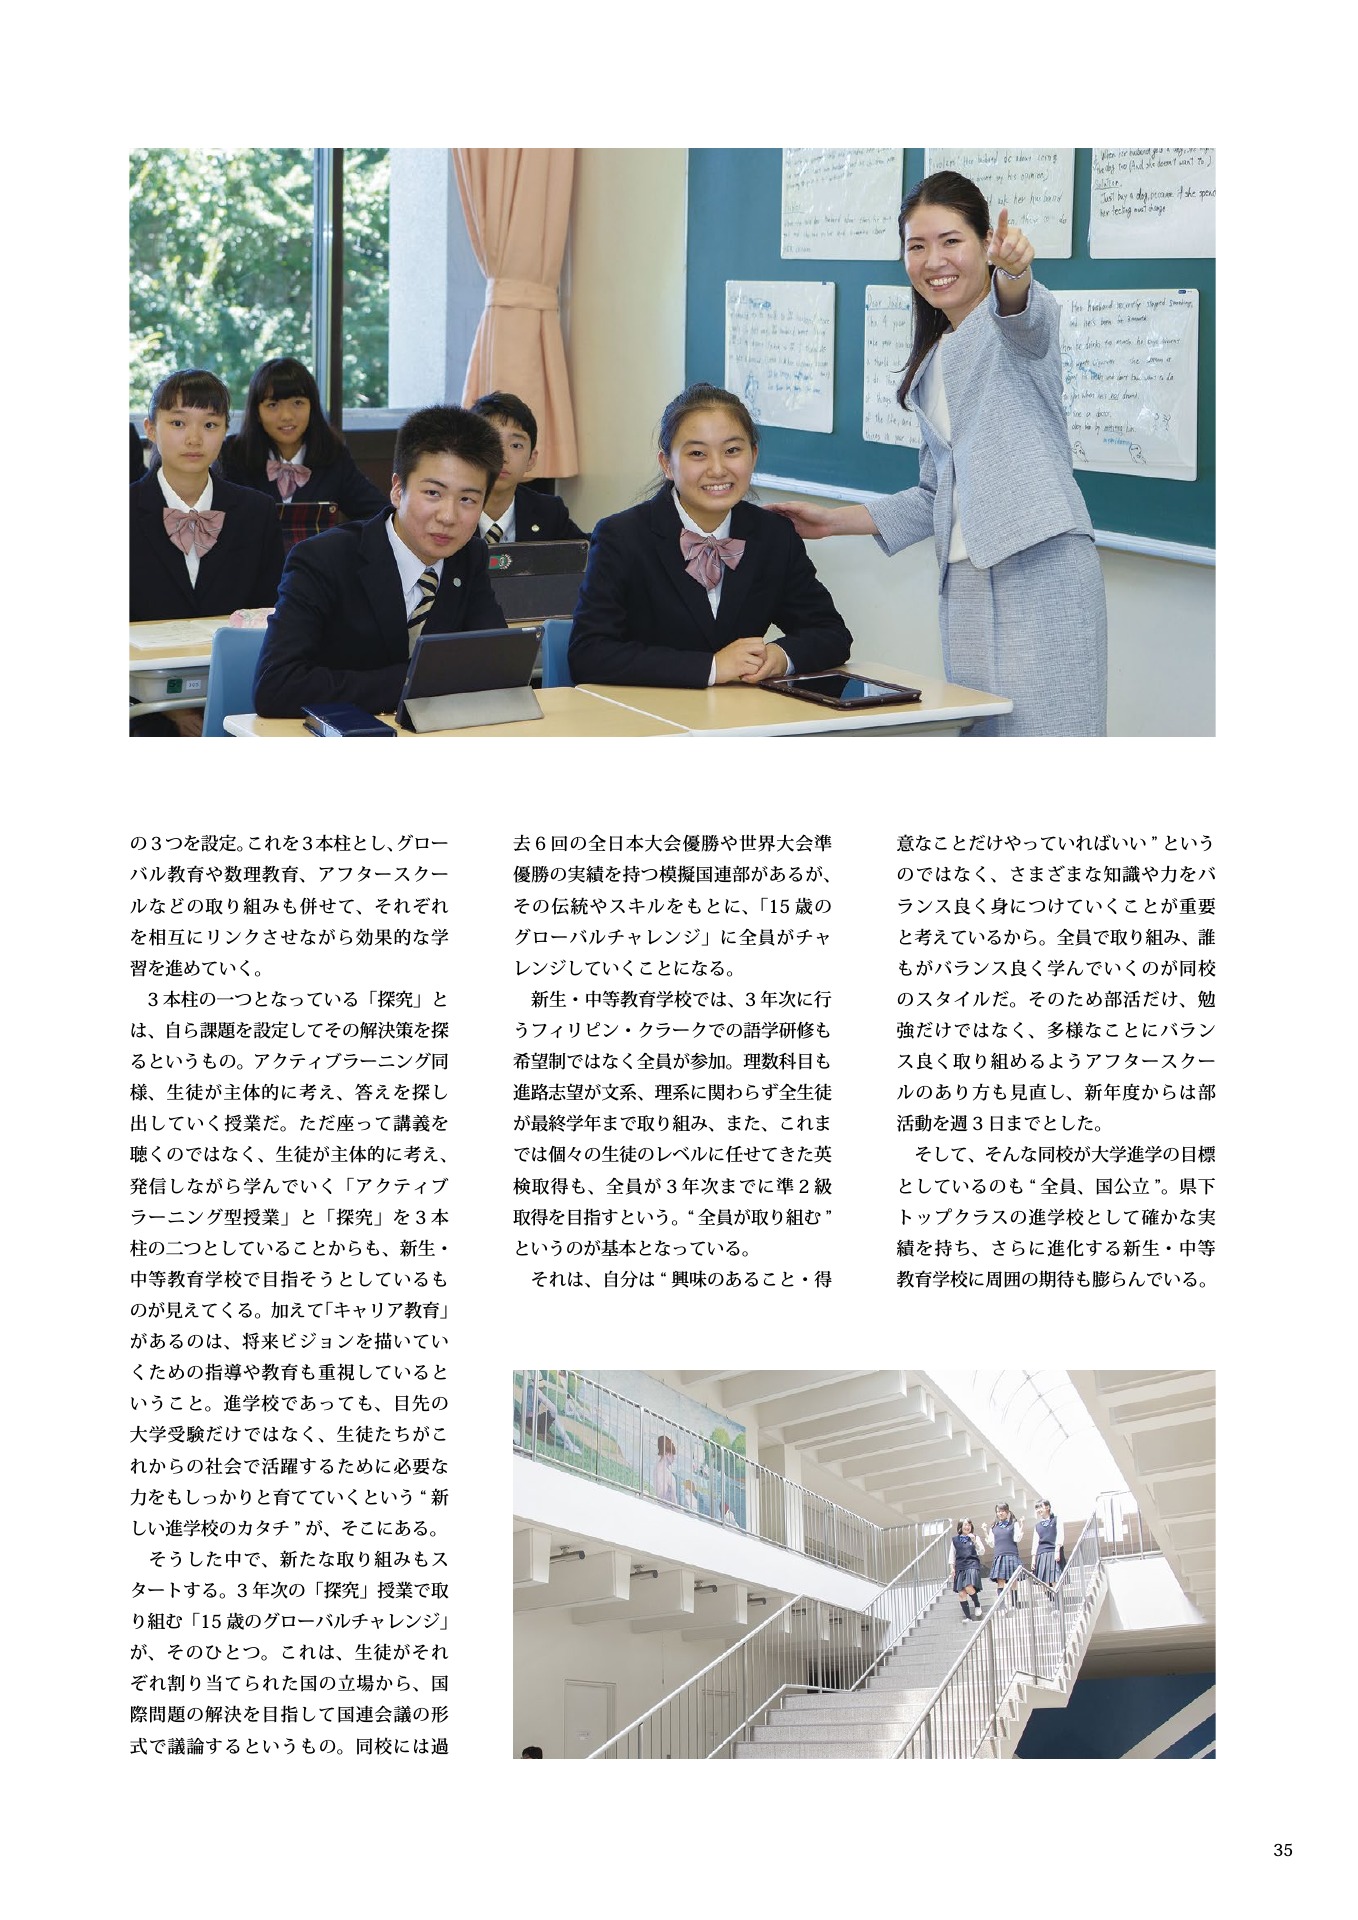 の3つを設定。これを3本柱とし、グロー
バル教育や数理教育、アフタースクー
ルなどの取り組みも併せて、それぞれ
を相互にリンクさせながら効果的な学
習を進めていく。
3本柱の一つとなっている「探究」と
は、自ら課題を設定してその解決策を探
るというもの。アクティブラーニング同
様、生徒が主体的に考え、答えを探し
出していく授業だ。ただ座って講義を
聴くのではなく、生徒が主体的に考え、
発信しながら学んでいく「アクティブ
ラーニング型授業」と「探究」を3本
柱の二つとしていることからも、新生・
中等教育学校で目指そうとしているも
のが見えてくる。加えて「キャリア教育」
があるのは、将来ビジョンを描いてい
くための指導や教育も重視していると
いうこと。進学校であっても、目先の
大学受験だけではなく、生徒たちがこ
れからの社会で活躍するために必要な
力をもしっかりと育てていくという“新
しい進学校のカタチ”が、そこにある。
そうした中で、新たな取り組みもス
タートする。3年次の「探究」授業で取
り組む「15歳のグローバルチャレンジ」
が、そのひとつ。これは、生徒がそれ
ぞれ割り当てられた国の立場から、国
際問題の解決を目指して国連会議の形
式で議論するというもの。同校には過
去6回の全日本大会優勝や世界大会準
優勝の実績を持つ模擬国連部があるが、
その伝統やスキルをもとに、「15歳の
グローバルチャレンジ」に全員がチャ
レンジしていくことになる。
新生・中等教育学校では、3年次に行
うフィリピン・クラークでの語学研修も
希望制ではなく全員が参加。理数科目も
進路志望が文系、理系に関わらず全生徒
が最終学年まで取り組み、また、これま
では個々の生徒のレベルに任せてきた英
検取得も、全員が3年次までに準2級
取得を目指すという。“全員が取り組む”
というのが基本となっている。
それは、自分は“興味のあること・得
意なことだけやっていればいい”という
のではなく、さまざまな知識や力をバ
ランス良く身につけていくことが重要
と考えているから。全員で取り組み、誰
もがバランス良く学んでいくのが同校
のスタイルだ。そのため部活だけ、勉
強だけではなく、多様なことにバラン
ス良く取り組めるようアフタースクー
ルのあり方も見直し、新年度からは部
活動を週3日までとした。
そして、そんな同校が大学進学の目標
としているのも“全員、国公立”。県下
トップクラスの進学校として確かな実
績を持ち、さらに進化する新生・中等
教育学校に周囲の期待も膨らんでいる。
35